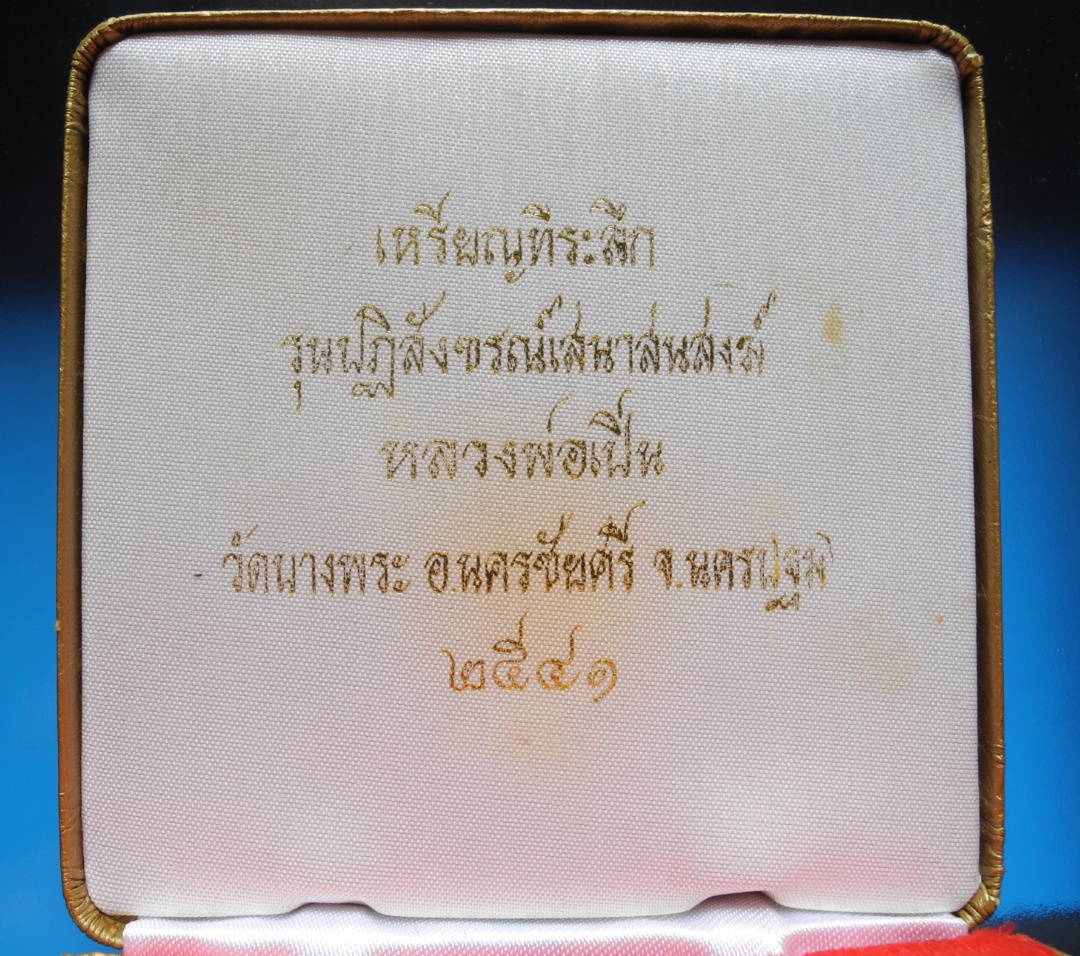 เหรียญที่ระลึก
รุ่นปฏิสังขรณ์เสนาสนสงฆ์
หลวงพ่อเปิ่น
วัดบางพระ อ.นครชัยศรี จ.นครปฐม
๒๕๔๑